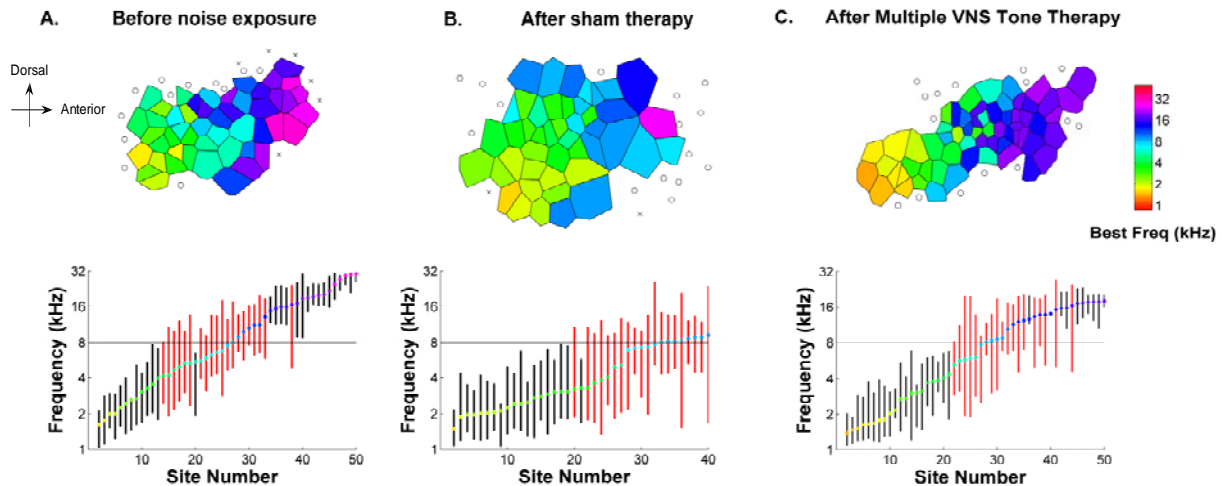 A. Before noise exposure
B. After sham therapy
C. After Multiple VNS Tone Therapy
Dorsal
Anterior
32
16
8
4
2
1
Best Freq (kHz)
Frequency (kHz)
32
16
8
4
2
1
10 20 30 40 50
Site Number
Frequency (kHz)
32
16
8
4
2
1
10 20 30 40
Site Number
Frequency (kHz)
32
16
8
4
2
1
10 20 30 40 50
Site Number